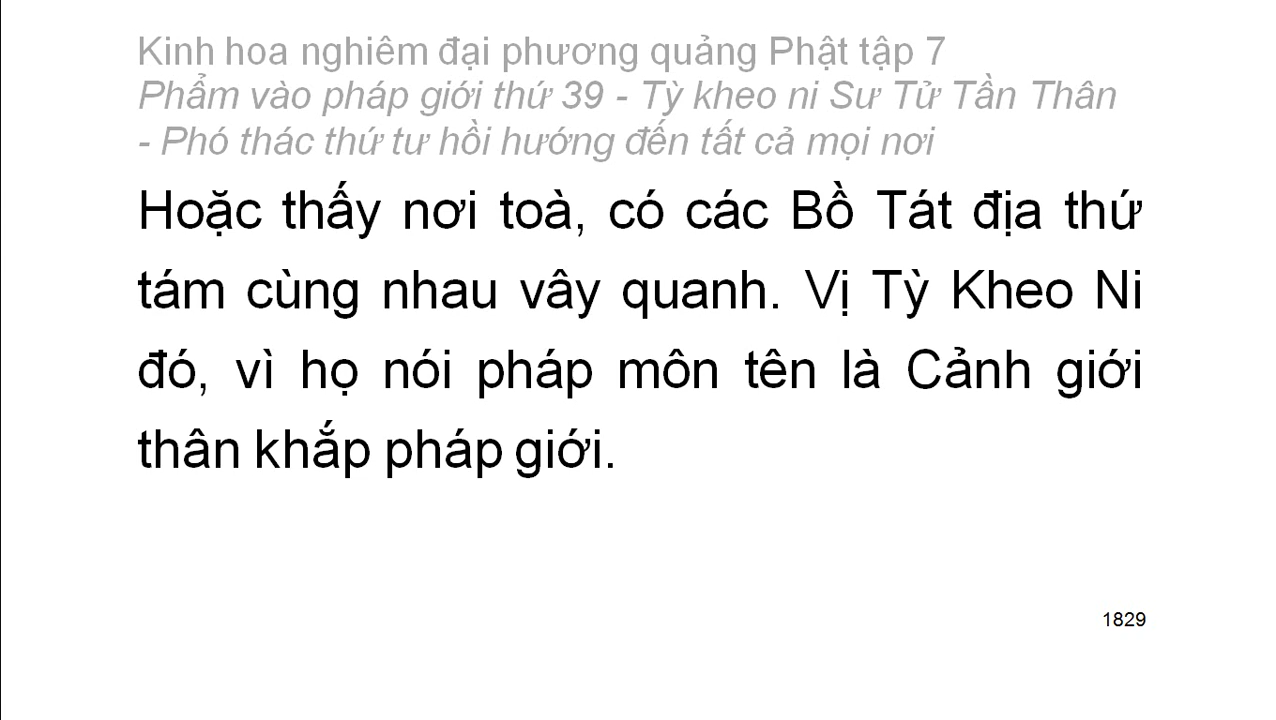 Kinh hoa nghiêm đại phương quảng Phật tập 7
Phẩm vào pháp giới thứ 39 - Tỳ kheo ni Sư Tử Tần Thân
- Phó thác thứ tư hồi hướng đến tất cả mọi nơi
Hoặc thấy nơi toà, có các Bồ Tát địa thứ
tám cùng nhau vây quanh. Vị Tỳ Kheo Ni
đó, vì họ nói pháp môn tên là Cảnh giới
thân khắp pháp giới.
1829